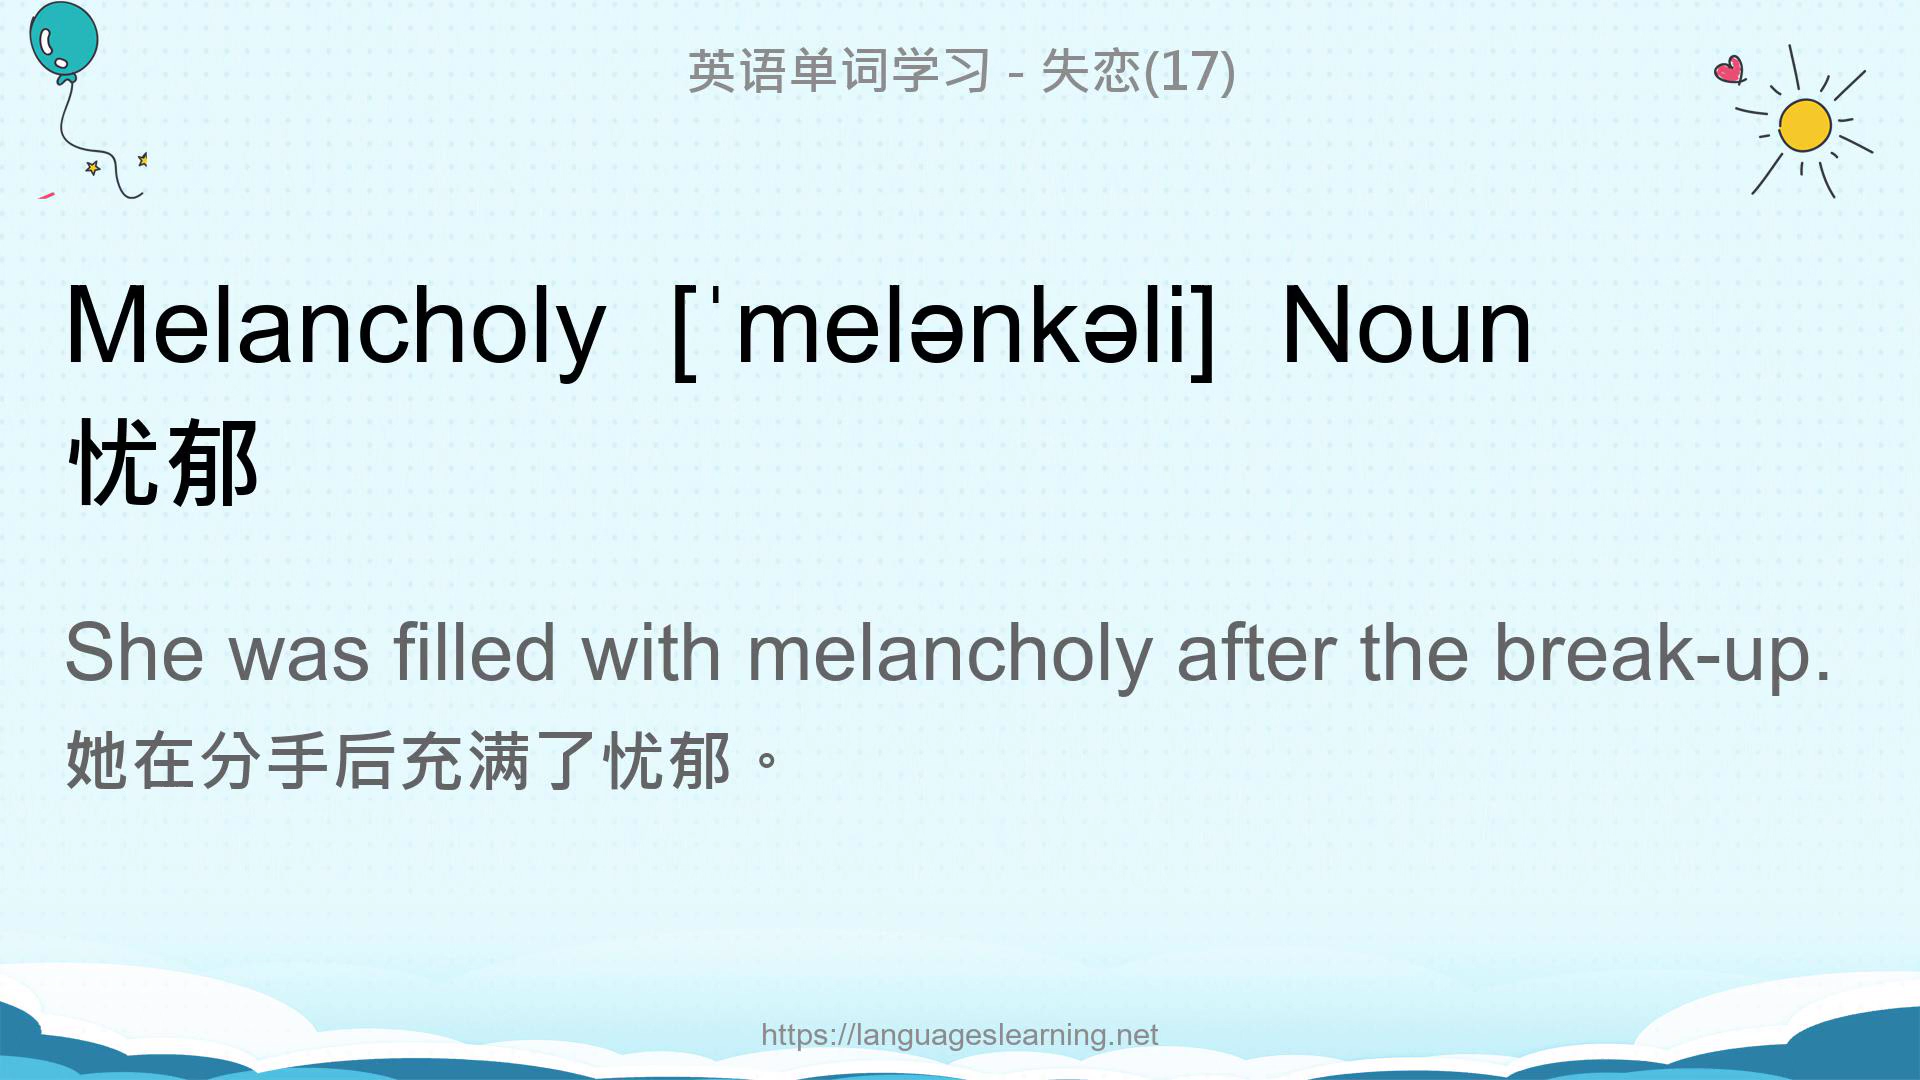 英语单词学习 - 失恋(17)
Melancholy [ˈmelənkəli] Noun
忧郁
She was filled with melancholy after the break-up.
她在分手后充满了忧郁。
https://languageslearning.net